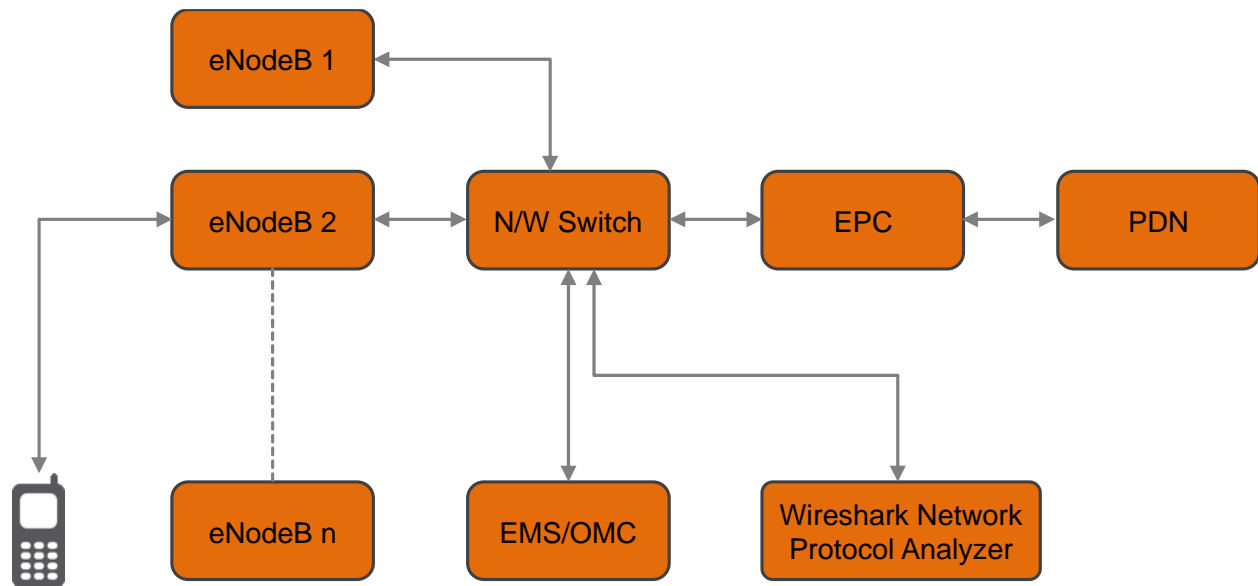 eNodeB 1
eNodeB 2
N/W Switch
EPC
PDN
eNodeB n
EMS/OMC
Wireshark Network
Protocol Analyzer